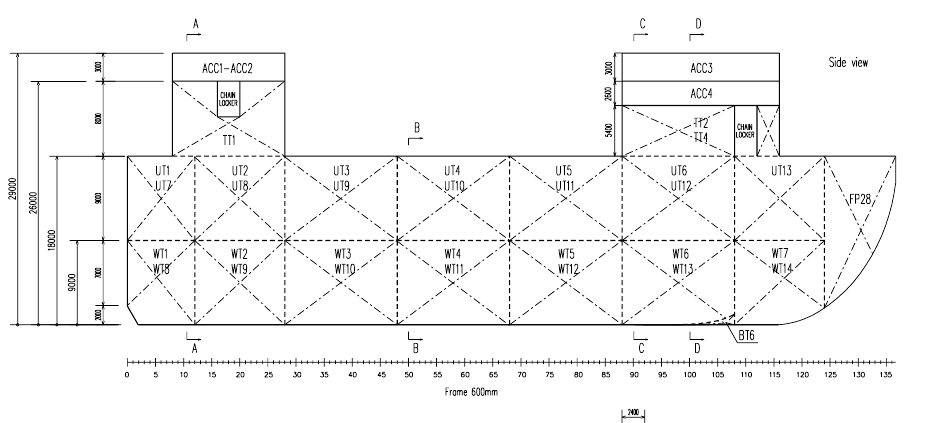 A
C
D
3000
ACC1-ACC2
3000
ACC3
Side view
2600
ACC4
CHAIN
LOCKER
8000
B
5400
TT2
TT4
CHAIN
LOCKER
TT1
29000
26000
18000
9000
UT1
UT7
UT2
UT8
UT3
UT9
UT4
UT10
UT5
UT11
UT6
UT12
UT13
FP28
9000
7000
WT1
WT8
WT2
WT9
WT3
WT10
WT4
WT11
WT5
WT12
WT6
WT13
WT7
WT14
2000
BT6
A
B
C
D
0 5 10 15 20 25 30 35 40 45 50 55 60 65 70 75 80 85 90 95 100 105 110 115 120 125 130 135
Frame 600mm
2400